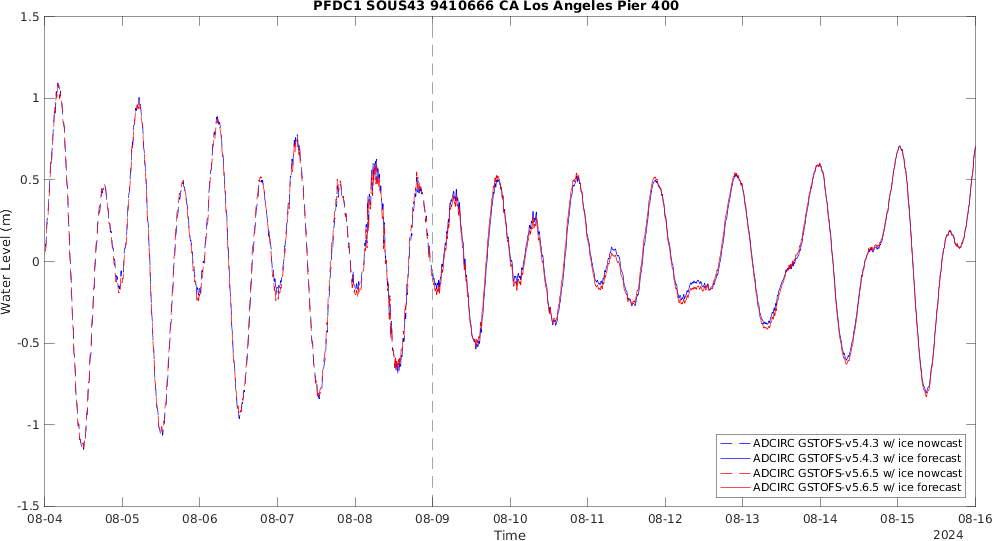 PFDC1 SOUS43 9410666 CA Los Angeles Pier 400
1.5
1
0.5
0
-0.5
-1
-1.5
Water Level (m)
08-04 08-05 08-06 08-07 08-08 08-09 08-10 08-11 08-12 08-13 08-14 08-15 08-16
Time
2024
ADCIRC GSTOFS-v5.4.3 w/ ice nowcast
ADCIRC GSTOFS-v5.4.3 w/ ice forecast
ADCIRC GSTOFS-v5.6.5 w/ ice nowcast
ADCIRC GSTOFS-v5.6.5 w/ ice forecast